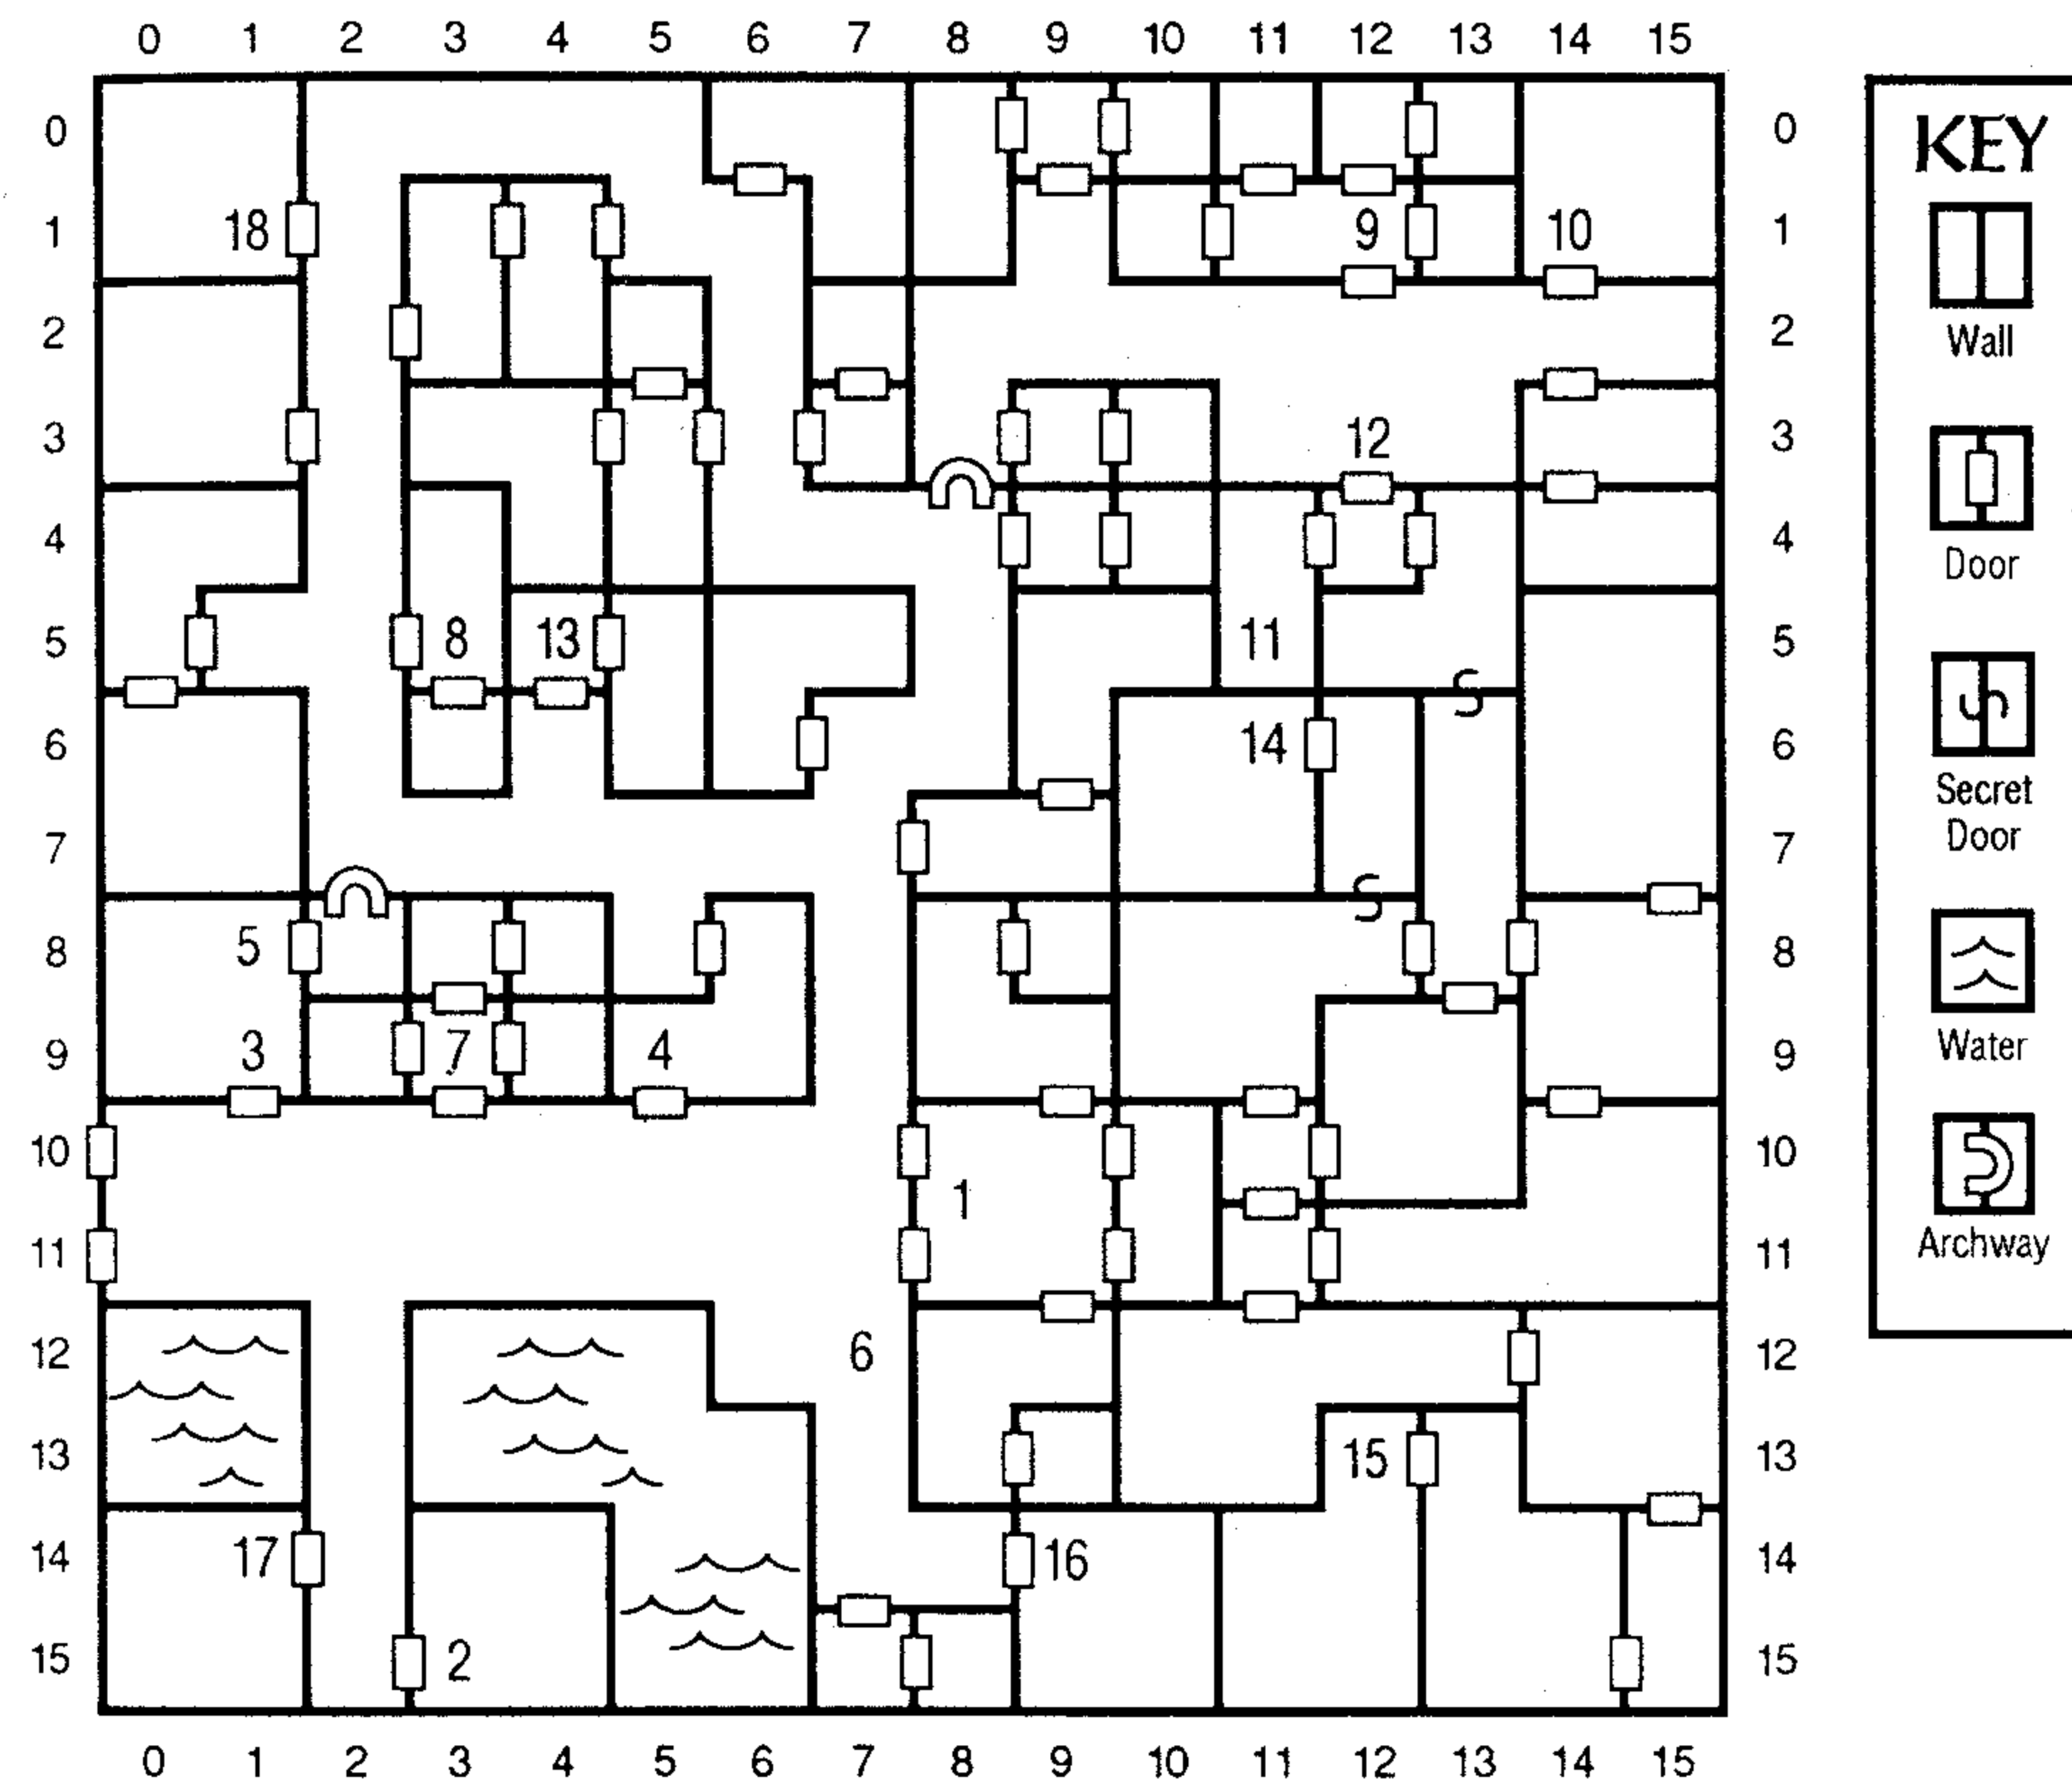 0 1 2 3 4 5 6 7 8 9 10 11 12 13 14 15
0 0
1 18 9 10 1
2 2
3 12 3
4 4
5 8 13 11 5
6 14 S 6
7 7
8 5 S 8
9 3 7 4 9
10 10
11 1 11
12 6 12
13 15 13
14 17 16 14
15 2 15
0 1 2 3 4 5 6 7 8 9 10 11 12 13 14 15
KEY
Wall
Door
S
Secret
Door
Water
Archway